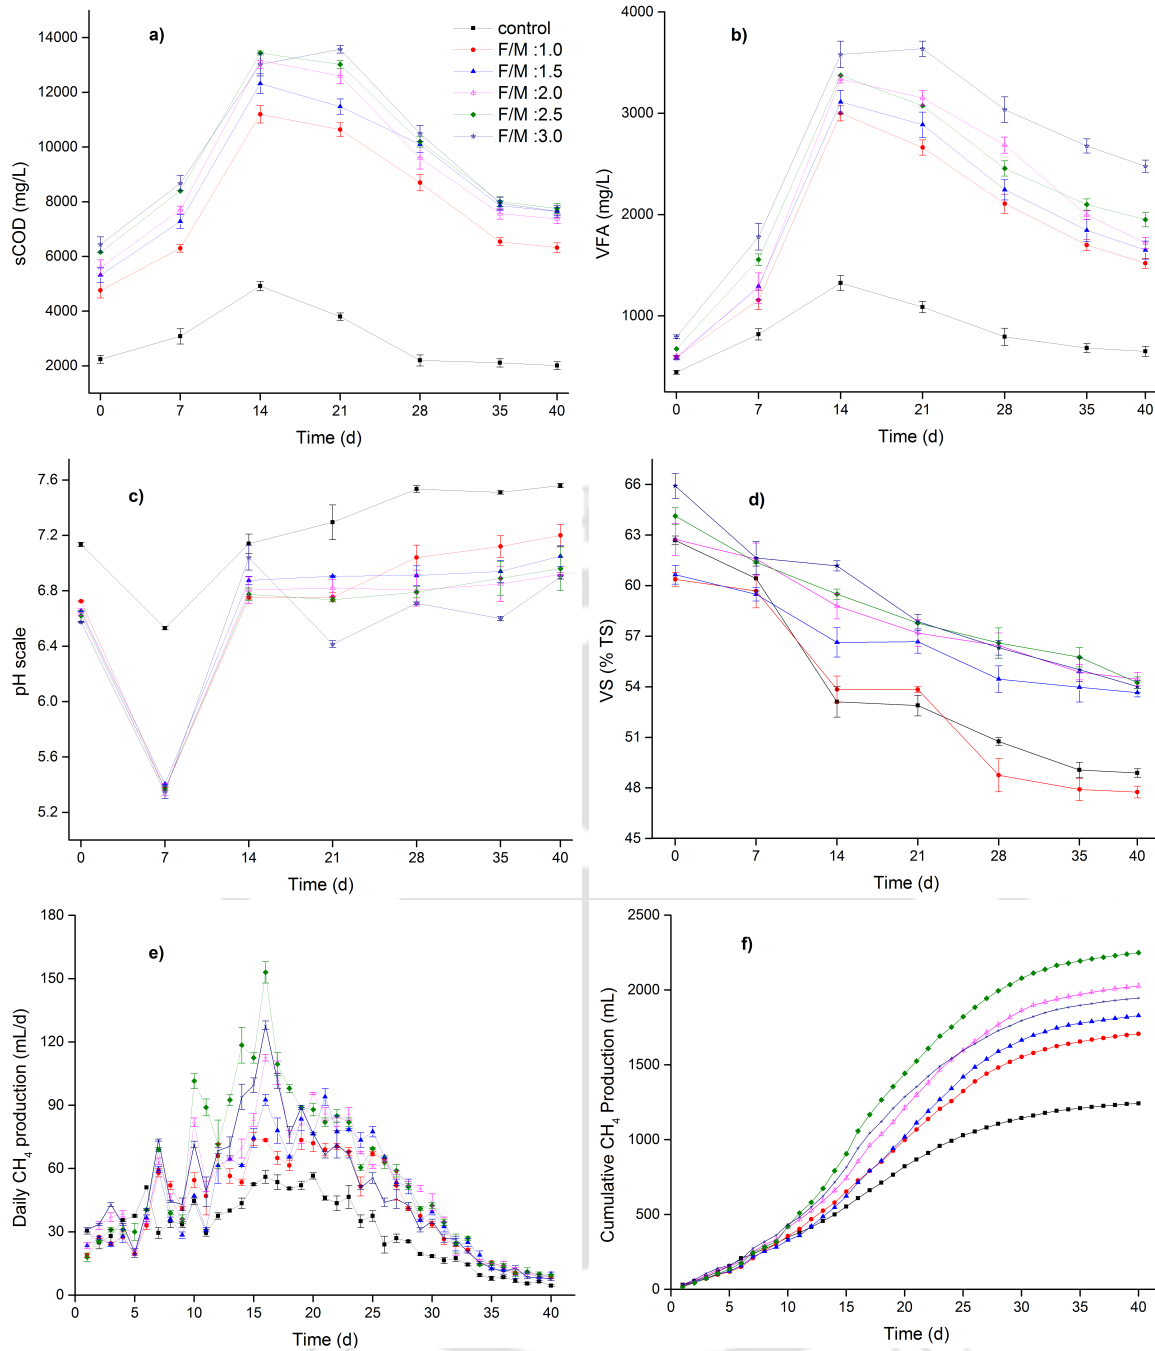 a)
control
F/M :1.0
F/M :1.5
F/M :2.0
F/M :2.5
F/M :3.0
14000
12000
10000
8000
6000
4000
2000
sCOD (mg/L)
0 7 14 21 28 35 40
Time (d)
b)
4000
3000
2000
1000
VFA (mg/L)
0 7 14 21 28 35 40
Time (d)
c)
7.6
7.2
6.8
6.4
6.0
5.6
5.2
pH scale
0 7 14 21 28 35 40
Time (d)
d)
66
63
60
57
54
51
48
45
VS (% TS)
0 7 14 21 28 35 40
Time (d)
e)
180
150
120
90
60
30
0
Daily CH4 production (mL/d)
0 5 10 15 20 25 30 35 40
Time (d)
f)
2500
2000
1500
1000
500
0
Cumulative CH4 Production (mL)
0 5 10 15 20 25 30 35 40
Time (d)